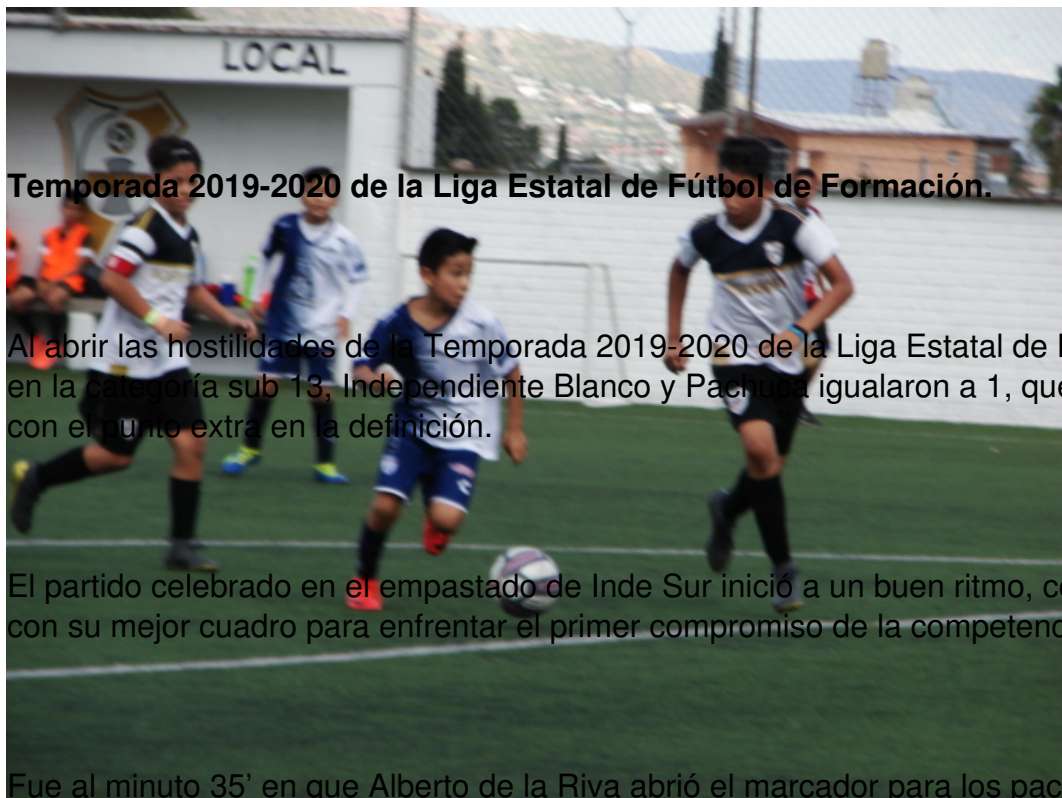 LOCAL
Temporada 2019-2020 de la Liga Estatal de Fútbol de Formación.
Al abrir las hostilidades de la Temporada 2019-2020 de la Liga Estatal de
en la categoría sub 13, Independiente Blanco y Pachuca igualaron a 1, que
con el punto extra en la definición.
El partido celebrado en el empastado de Inde Sur inició a un buen ritmo,
con su mejor cuadro para enfrentar el primer compromiso de la
Fue al minuto 35’ en que Alberto de la Riva abrió el marcador para los